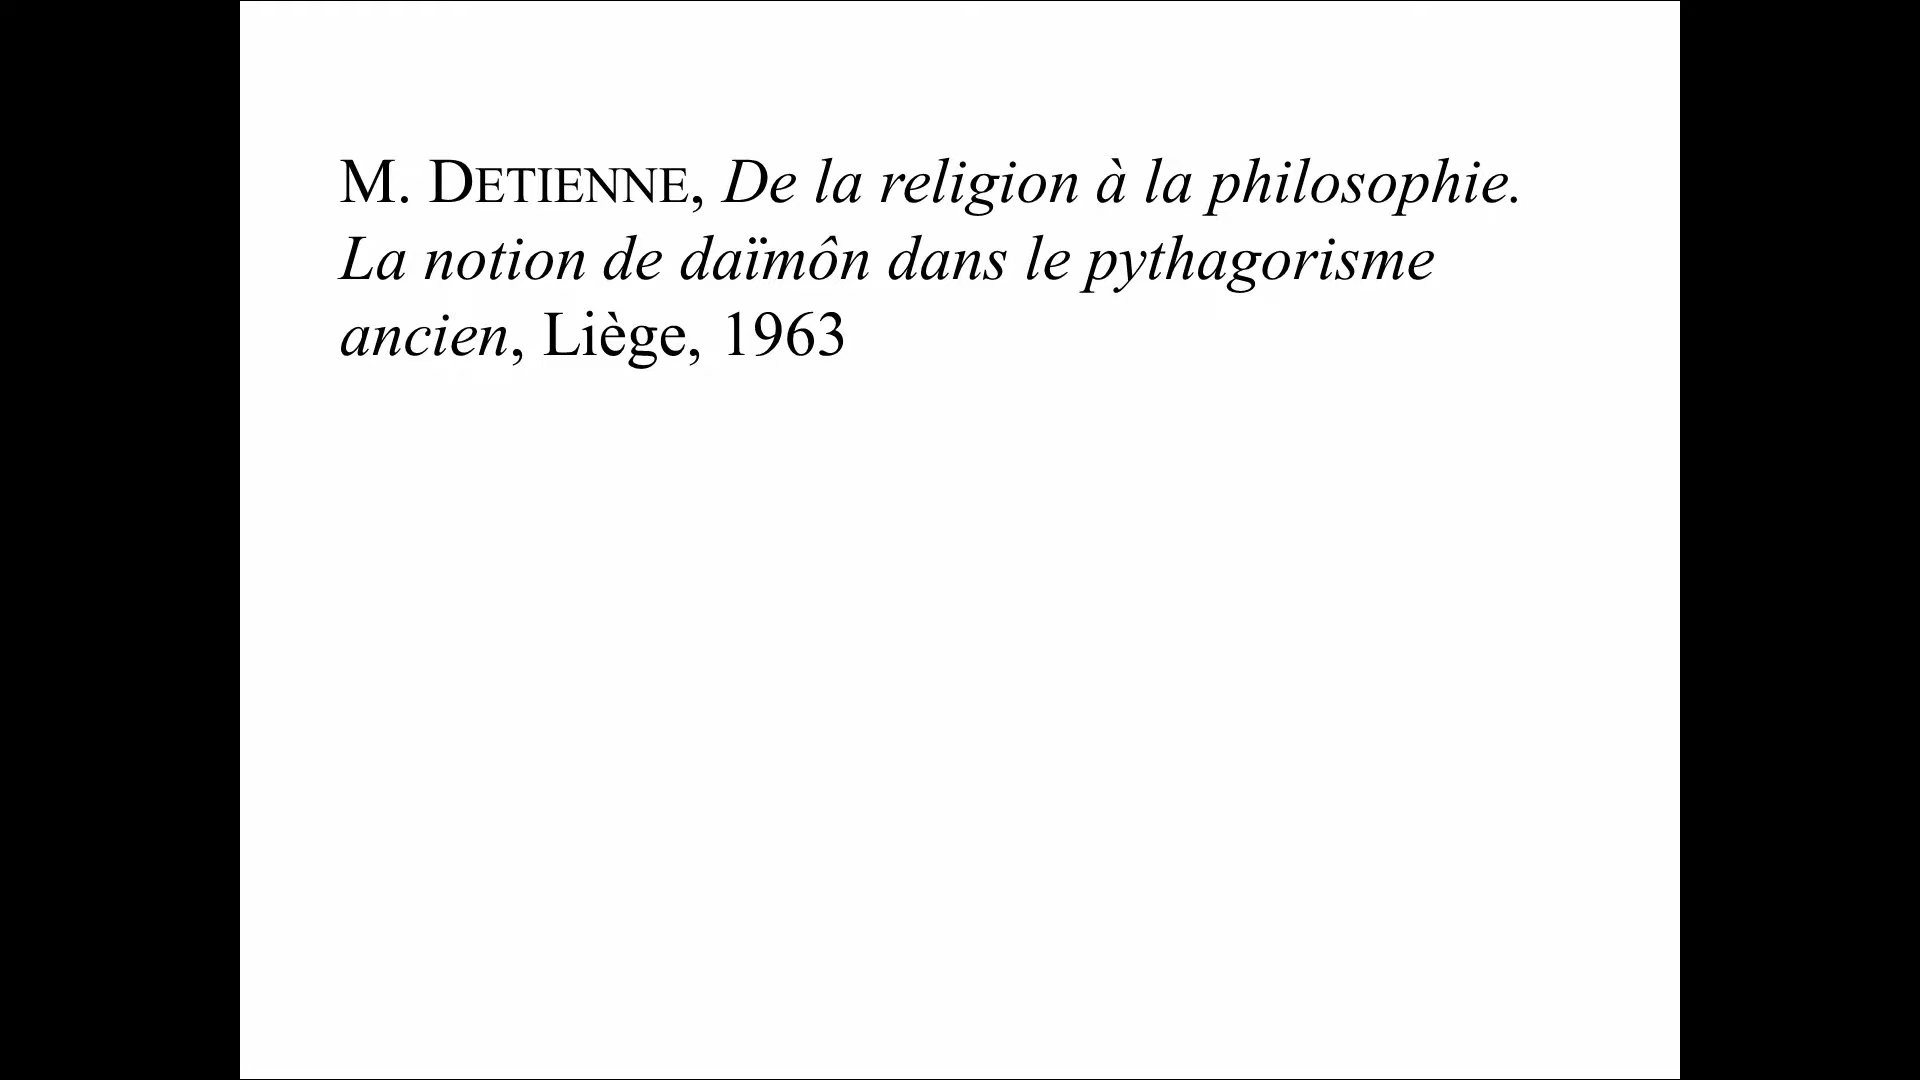 M. DETIENNE, De la religion à la philosophie.
La notion de daïmôn dans le pythagorisme
ancien, Liège, 1963